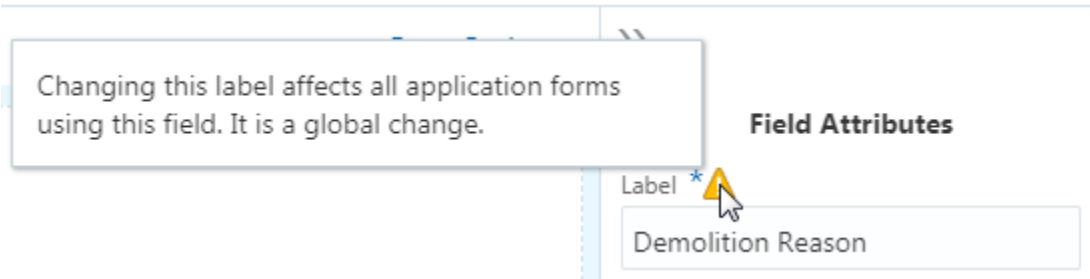 Changing this label affects all application forms
using this field. It is a global change.
Field Attributes
Label *
Demolition Reason